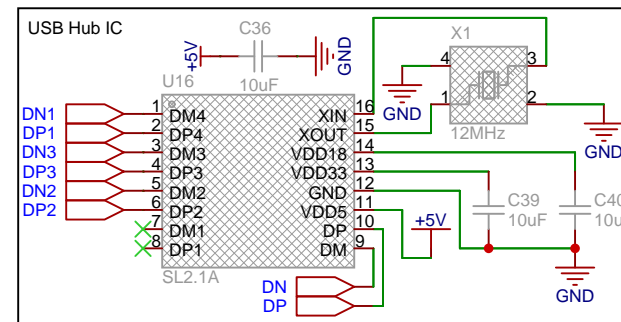 USB Hub IC
C36
+5V
GND
10uF
X1
4
3
1
2
GND
12MHz
GND
U16
DN1
1
DM4
XIN
16
DP1
2
DP4
XOUT
15
DN3
3
DM3
VDD18
14
DP3
4
DP3
VDD33
13
DN2
5
DM2
GND
12
DP2
6
DP2
VDD5
11
7
DM1
DP
10
8
DP1
DM
9
SL2.1A
+5V
C39
10uF
C40
10u
GND
DN
DP